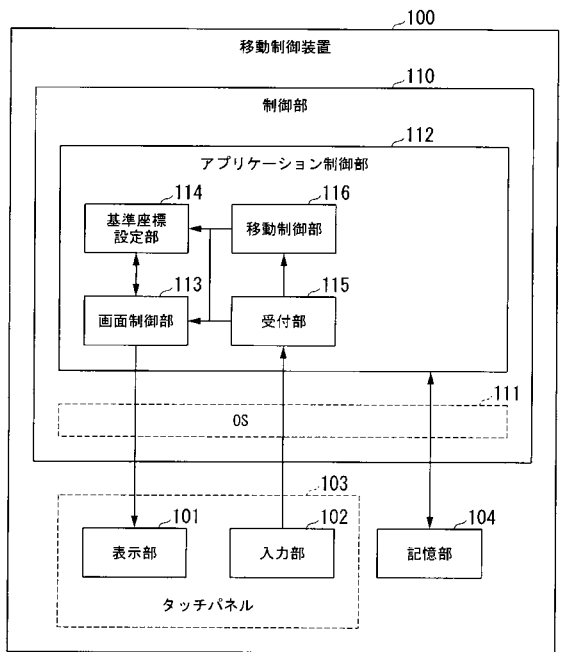 100
移動制御装置
110
制御部
112
アプリケーション制御部
114
116
基準座標
設定部
移動制御部
113
115
画面制御部
受付部
111
OS
103
101
102
104
表示部
入力部
記憶部
タッチパネル